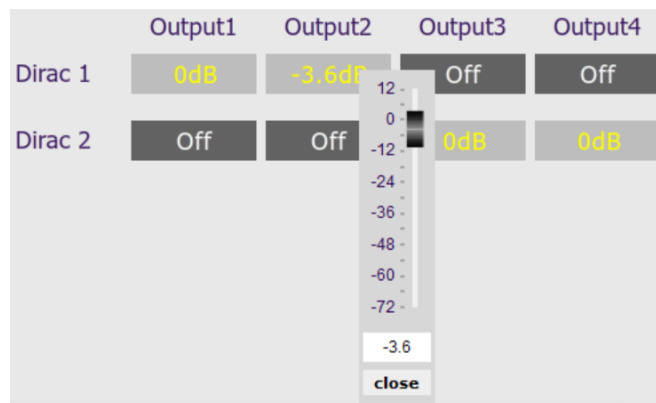 Output1 Output2 Output3 Output4
Dirac 1 0dB -3.6dB Off Off
12
0
Dirac 2 Off Off 0dB 0dB
-12
-24
-36
-48
-60
-72
-3.6
close